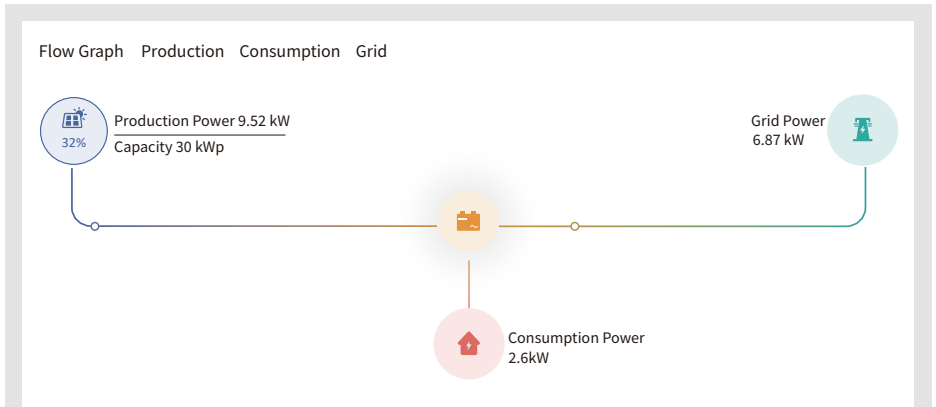 Flow Graph Production Consumption Grid
32%
Production Power 9.52 kW
Capacity 30 kWp
Grid Power
6.87 kW
Consumption Power
2.6kW